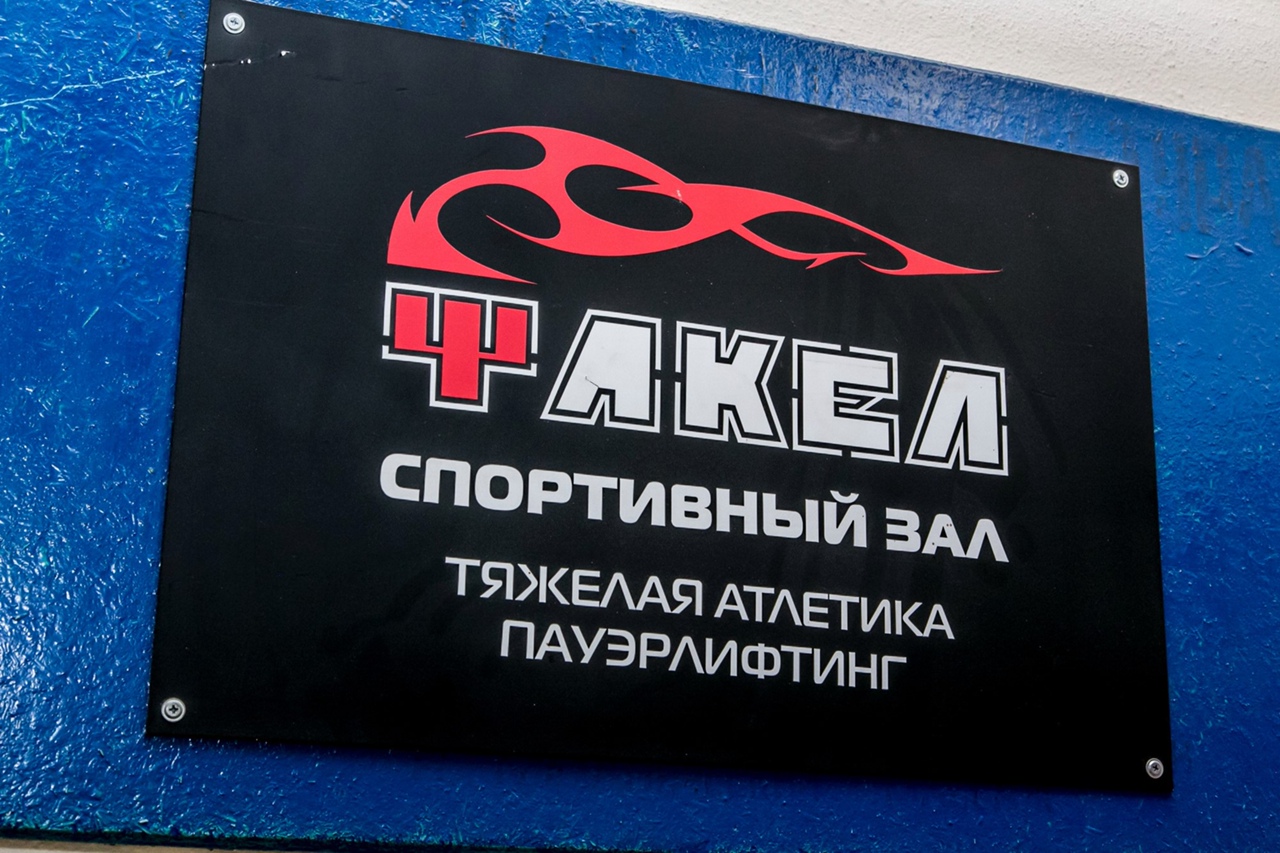 ФАКЕЛ
СПОРТИВНЫЙ ЗАЛ
ТЯЖЕЛАЯ АТЛЕТИКА
ПАУЭРЛИФТИНГ